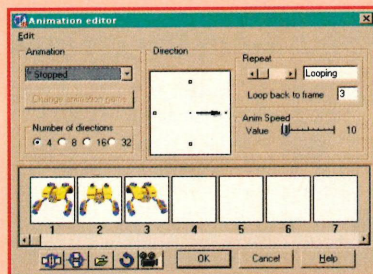 Animation editor
Edit
Animation
* Stopped
Change animation name
Number of directions
4 8 16 32
Direction
Repeat
Looping
Loop back to frame 3
Anim Speed
Value 10
1 2 3 4 5 6 7
OK Cancel Help